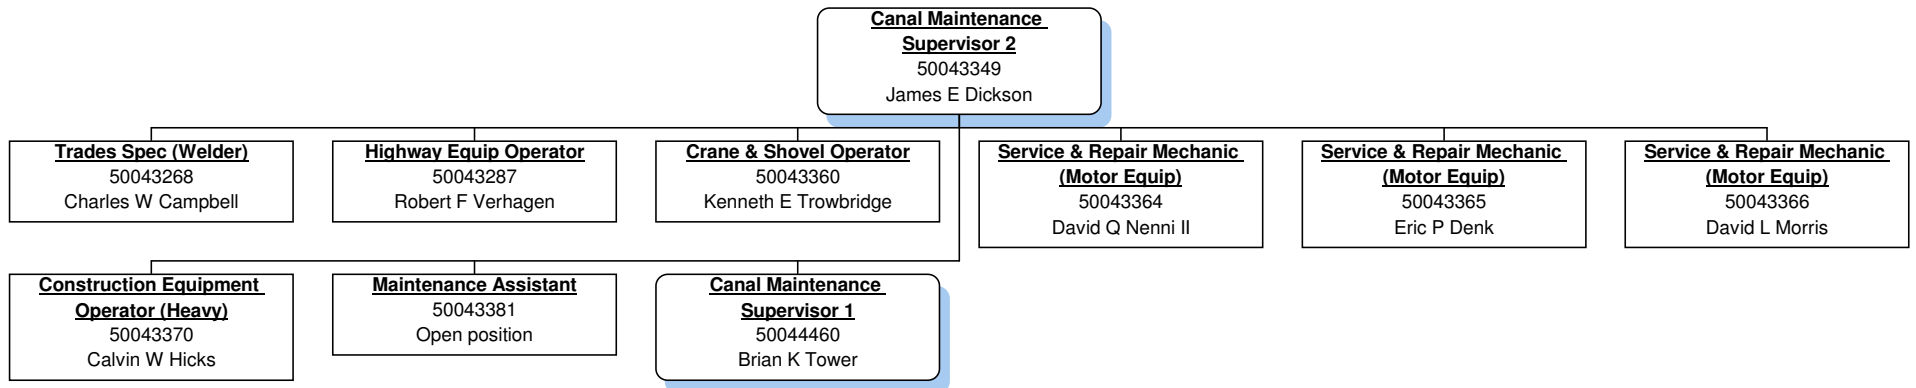 Canal Maintenance
Supervisor 2
50043349
James E Dickson
Trades Spec (Welder)
50043268
Charles W Campbell
Highway Equip Operator
50043287
Robert F Verhagen
Crane & Shovel Operator
50043360
Kenneth E Trowbridge
Service & Repair Mechanic
(Motor Equip)
50043364
David Q Nenni II
Service & Repair Mechanic
(Motor Equip)
50043365
Eric P Denk
Service & Repair Mechanic
(Motor Equip)
50043366
David L Morris
Construction Equipment
Operator (Heavy)
50043370
Calvin W Hicks
Maintenance Assistant
50043381
Open position
Canal Maintenance
Supervisor 1
50044460
Brian K Tower